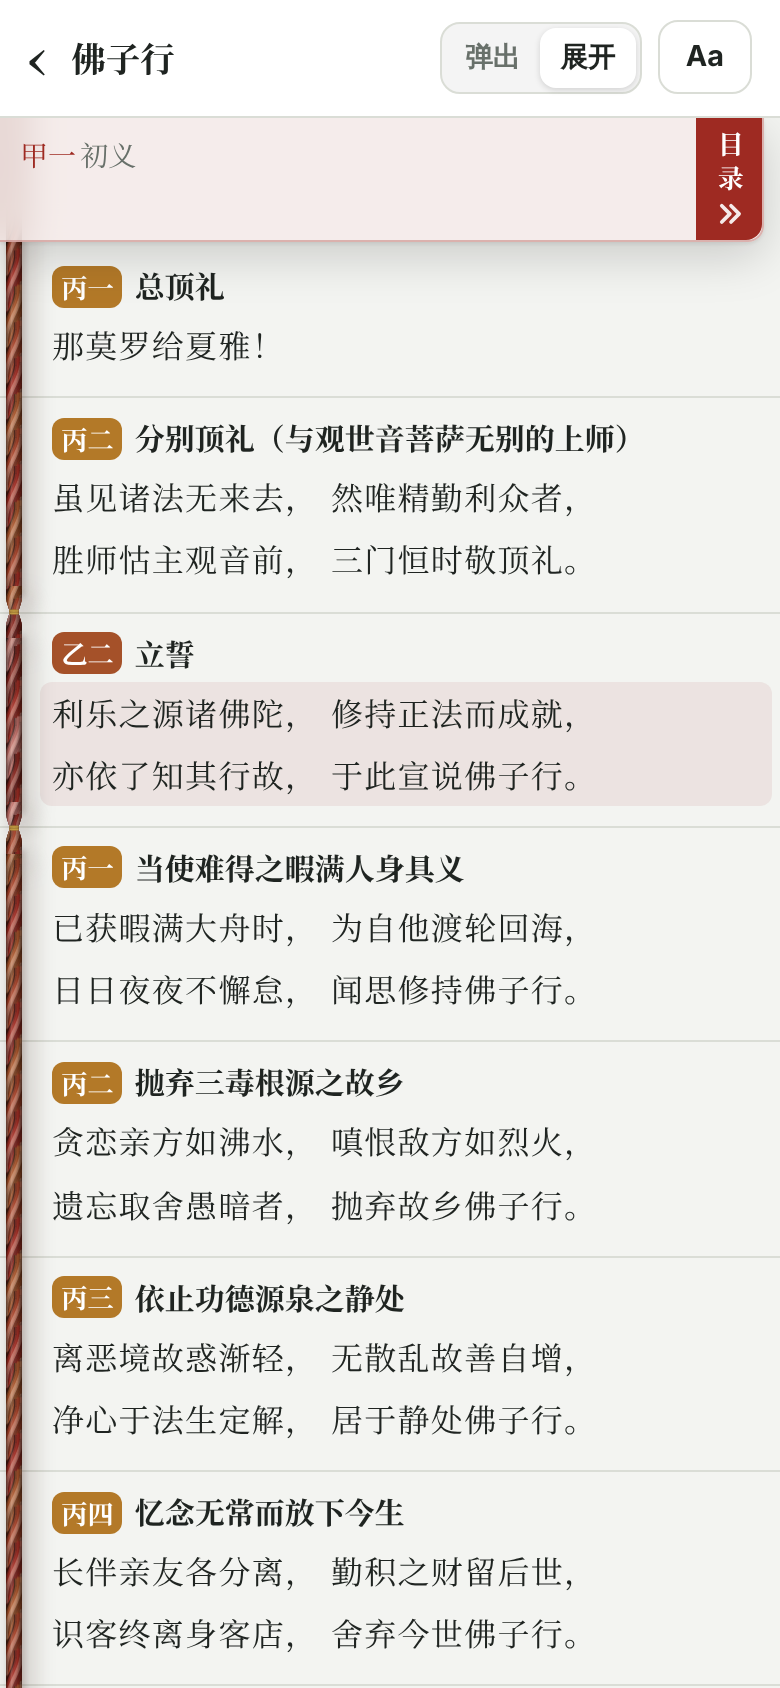 佛子行
弹出 展开 Aa
甲一 初义
目录
丙一 总顶礼
那莫罗给夏雅！
丙二 分别顶礼（与观世音菩萨无别的上师）
虽见诸法无来去， 然唯精勤利众者，
胜师怙主观音前， 三门恒时敬顶礼。
乙二 立誓
利乐之源诸佛陀， 修持正法而成就，
亦依了知其行故， 于此宣说佛子行。
丙一 当使难得之暇满人身具义
已获暇满大舟时， 为自他渡轮回海，
日日夜夜不懈怠， 闻思修持佛子行。
丙二 抛弃三毒根源之故乡
贪恋亲方如沸水， 嗔恨敌方如烈火，
遗忘取舍愚暗者， 抛弃故乡佛子行。
丙三 依止功德源泉之静处
离恶境故惑渐轻， 无散乱故善自增，
净心于法生定解， 居于静处佛子行。
丙四 忆念无常而放下今生
长伴亲友各分离， 勤积之财留后世，
识客终离身客店， 舍弃今世佛子行。